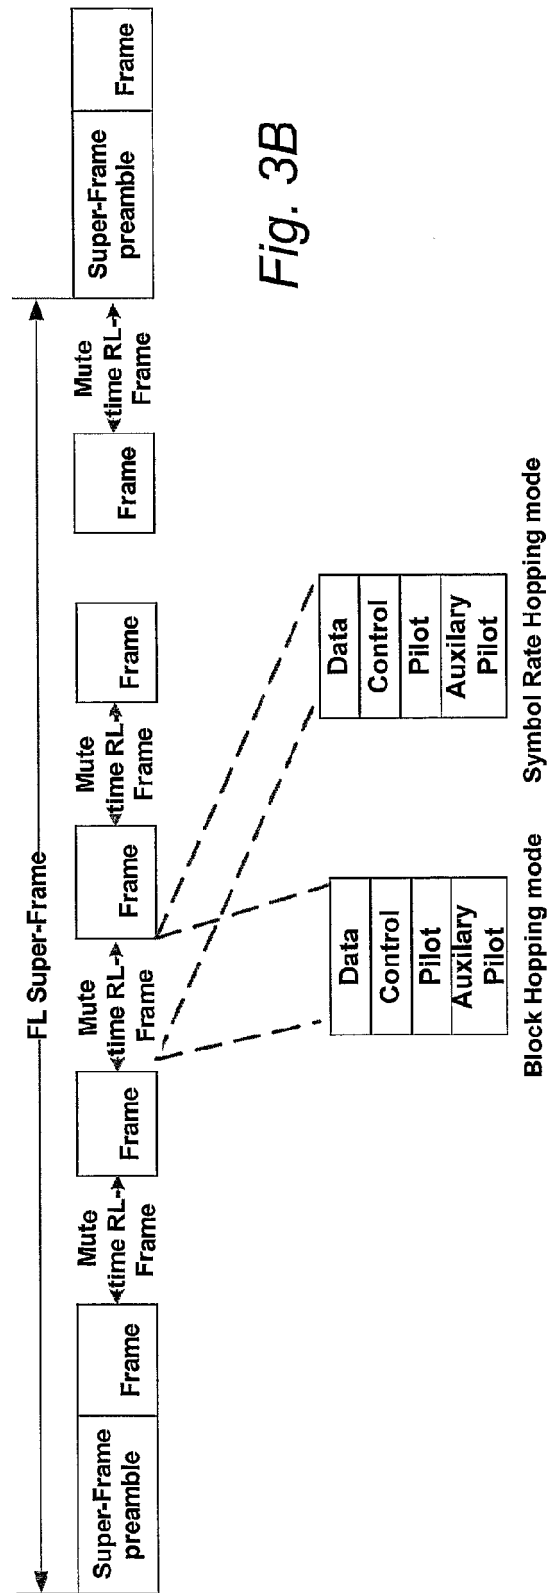 FL Super-Frame
Super-Frame
preamble
Frame
Mute
time RL-
Frame
Frame
Mute
time RL-
Frame
Frame
Mute
time RL-
Frame
Frame
Frame
Mute
time RL-
Frame
Super-Frame
preamble
Frame
Data
Control
Pilot
Auxilary
Pilot
Block Hopping mode
Data
Control
Pilot
Auxilary
Pilot
Symbol Rate Hopping mode
Fig. 3B